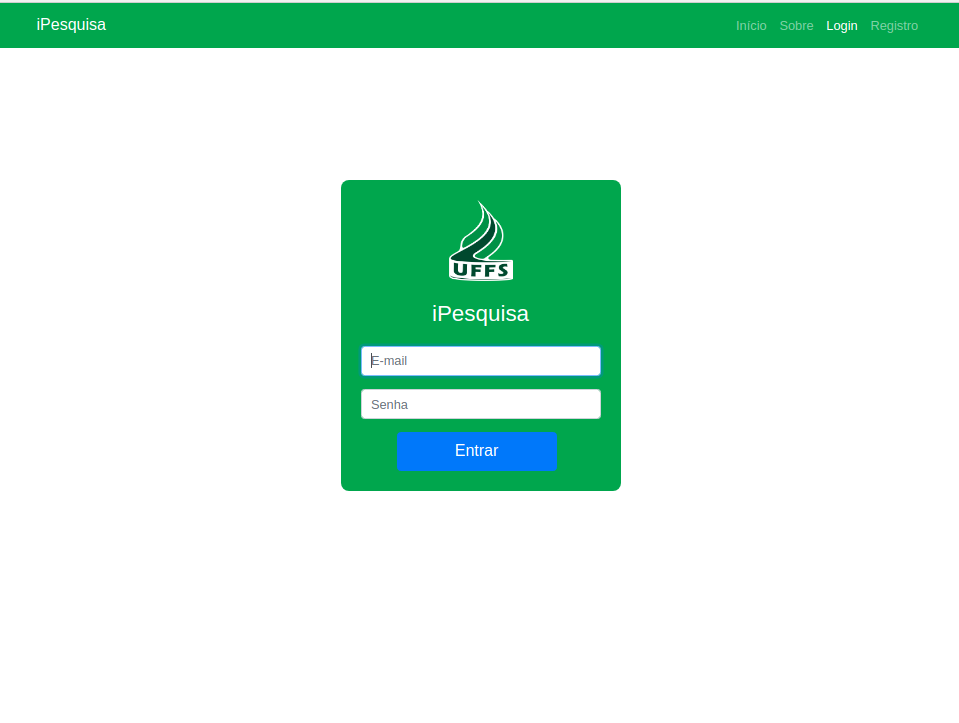 iPesquisa
Início Sobre Login Registro
UFFS
iPesquisa
E-mail
Senha
Entrar